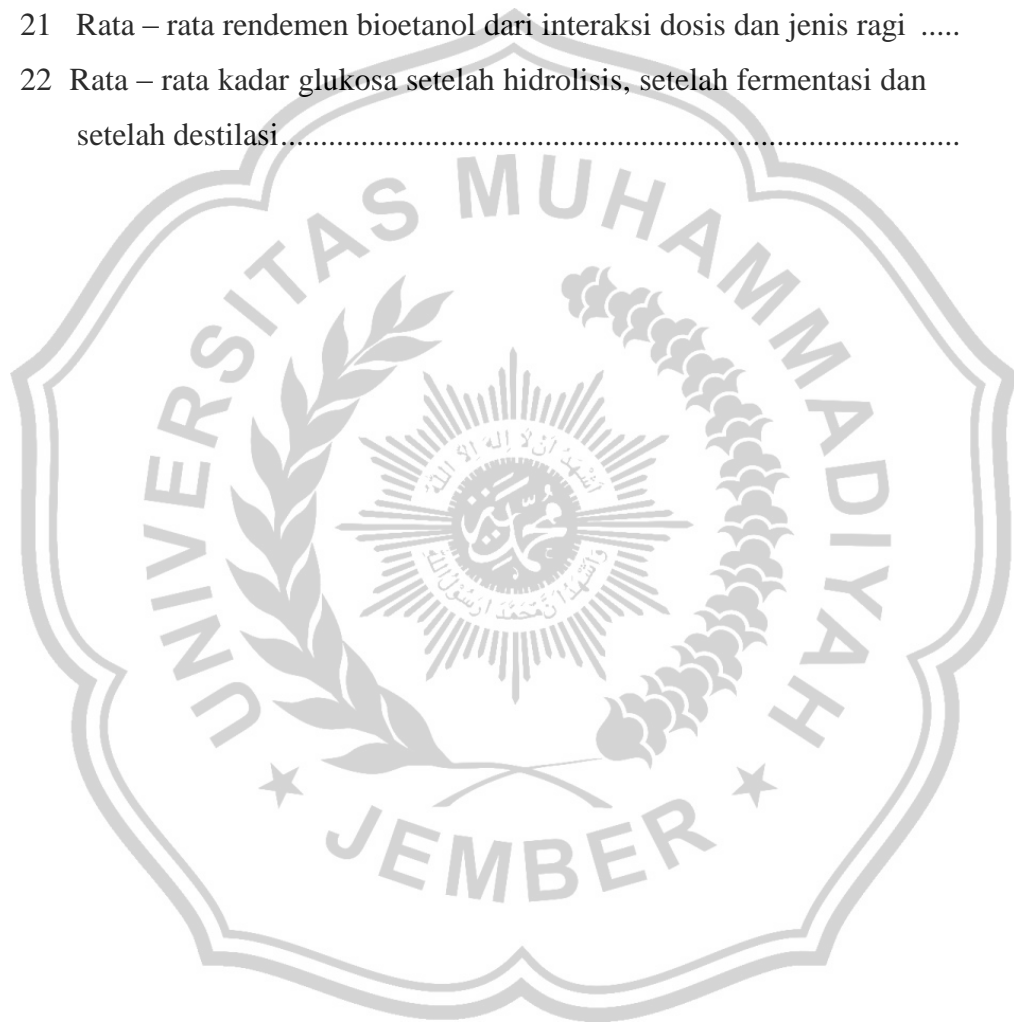 21 Rata – rata rendemen bioetanol dari interaksi dosis dan jenis ragi .....
22 Rata – rata kadar glukosa setelah hidrolisis, setelah fermentasi dan
setelah destilasi.....................................................................................
UNIVERSITAS MUHAMMADIYAH
JEMBER